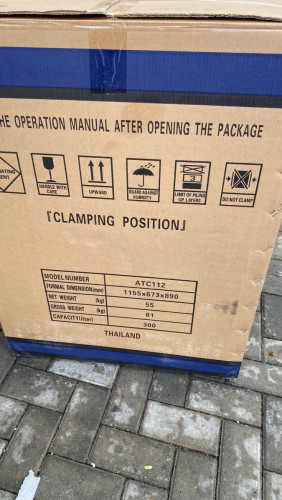 HE OPERATION MANUAL AFTER OPENING THE PACKAGE
HANDLE WITH CARE
UPWARD
GUARD AGAINST HUMIDITY
3
LIMIT OF FILING UP LAYERS
DO NOT CLAMP
「CLAMPING POSITION」
MODEL NUMBER ATC112
FORMAL DIMENSION(mm) 1155x673x890
NET WEIGHT (kg) 55
GROSS WEIGHT (kg) 61
CAPACITY(liter) 300
THAILAND